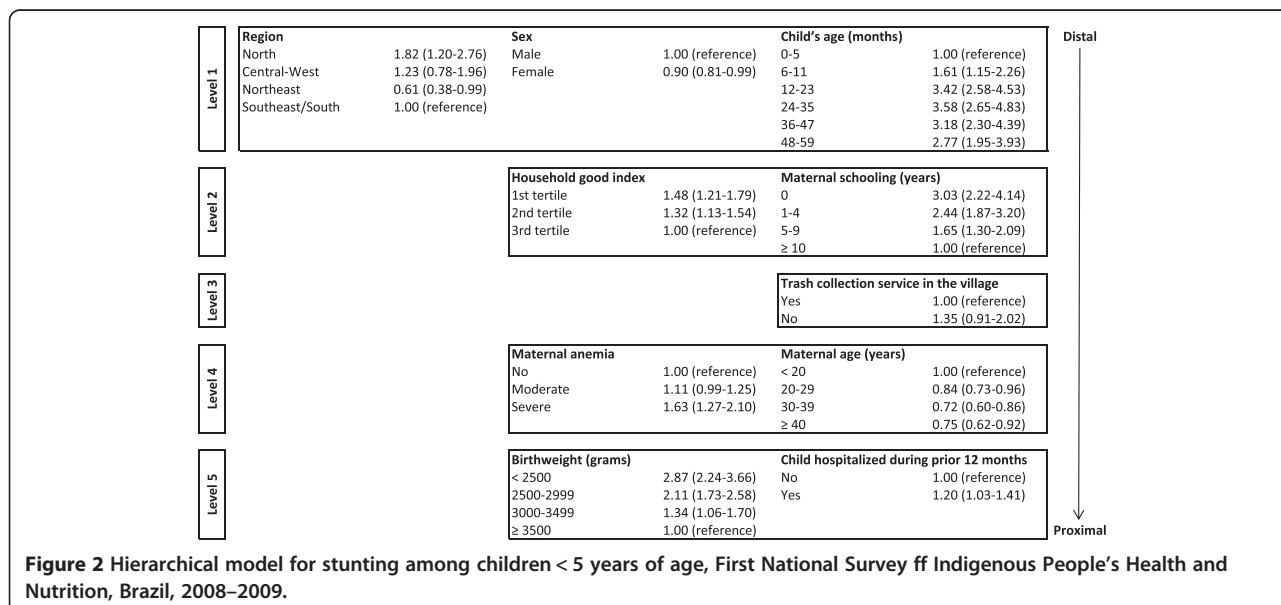 Level 1
Region
North 1.82 (1.20-2.76)
Central-West 1.23 (0.78-1.96)
Northeast 0.61 (0.38-0.99)
Southeast/South 1.00 (reference)
Sex
Male 1.00 (reference)
Female 0.90 (0.81-0.99)
Child's age (months)
0-5 1.00 (reference)
6-11 1.61 (1.15-2.26)
12-23 3.42 (2.58-4.53)
24-35 3.58 (2.65-4.83)
36-47 3.18 (2.30-4.39)
48-59 2.77 (1.95-3.93)
Distal
Level 2
Household good index
1st tertile 1.48 (1.21-1.79)
2nd tertile 1.32 (1.13-1.54)
3rd tertile 1.00 (reference)
Maternal schooling (years)
0 3.03 (2.22-4.14)
1-4 2.44 (1.87-3.20)
5-9 1.65 (1.30-2.09)
≥ 10 1.00 (reference)
Level 3
Trash collection service in the village
Yes 1.00 (reference)
No 1.35 (0.91-2.02)
Level 4
Maternal anemia
No 1.00 (reference)
Moderate 1.11 (0.99-1.25)
Severe 1.63 (1.27-2.10)
Maternal age (years)
< 20 1.00 (reference)
20-29 0.84 (0.73-0.96)
30-39 0.72 (0.60-0.86)
≥ 40 0.75 (0.62-0.92)
Level 5
Birthweight (grams)
< 2500 2.87 (2.24-3.66)
2500-2999 2.11 (1.73-2.58)
3000-3499 1.34 (1.06-1.70)
≥ 3500 1.00 (reference)
Child hospitalized during prior 12 months
No 1.00 (reference)
Yes 1.20 (1.03-1.41)
Proximal
Figure 2 Hierarchical model for stunting among children < 5 years of age, First National Survey ff Indigenous People's Health and
Nutrition, Brazil, 2008–2009.